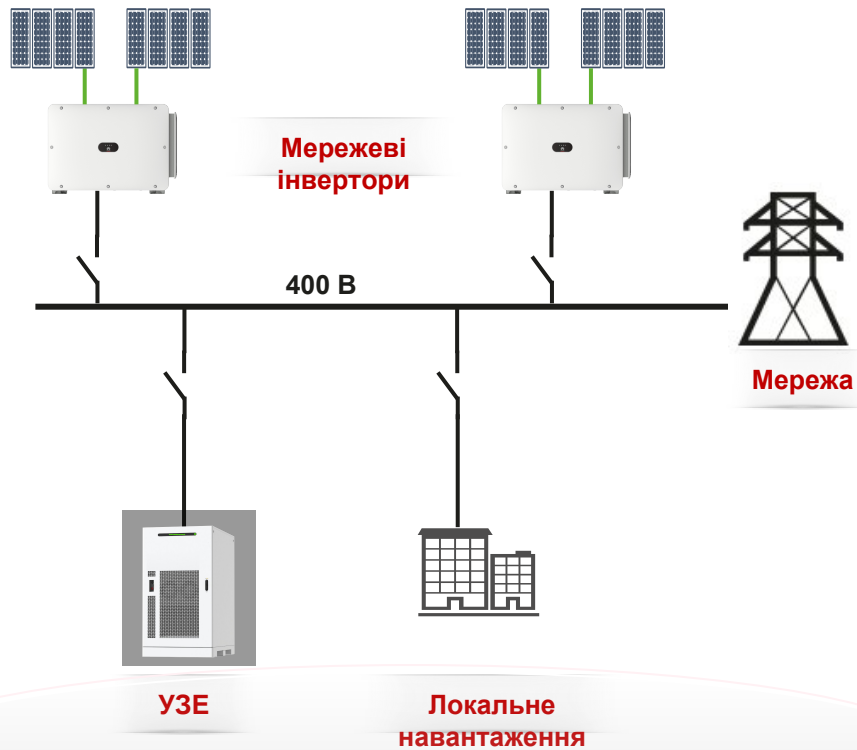 Мережеві
інвертори
400 В
Мережа
УЗЕ
Локальне
навантаження